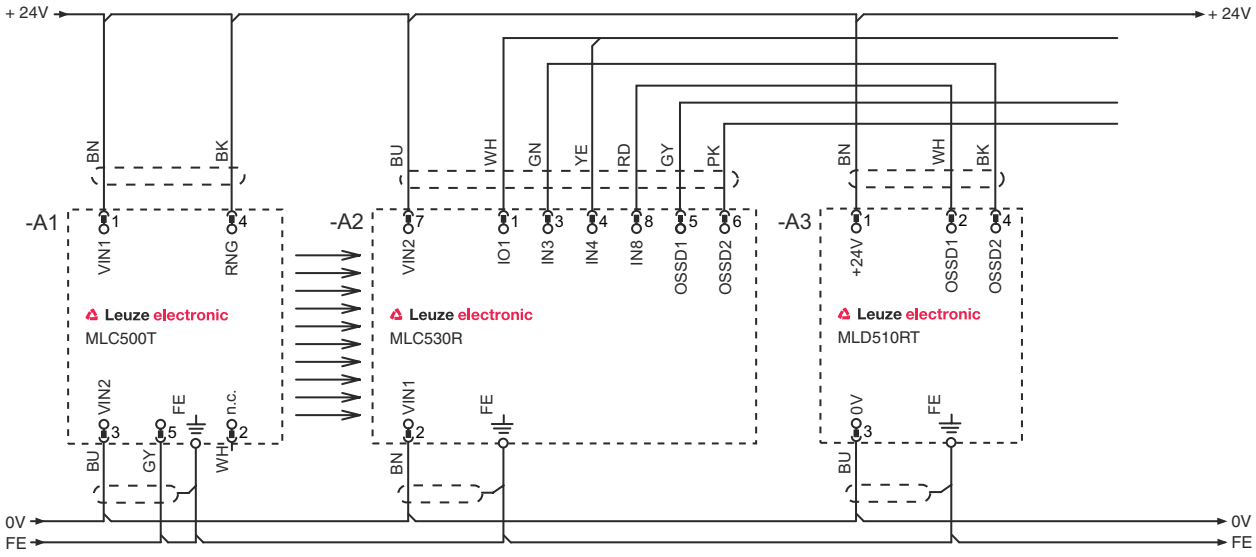 + 24V
+ 24V
BN
BK
BU
WH
GN
YE
RD
GY
PK
BN
WH
BK
-A1
1
4
-A2
7
1
3
4
8
5
6
-A3
1
2
4
VIN1
RNG
VIN2
IO1
IN3
IN4
IN8
OSSD1
OSSD2
+24V
OSSD1
OSSD2
Leuze electronic
MLC500T
Leuze electronic
MLC530R
Leuze electronic
MLD510RT
VIN2
FE
n.c.
VIN1
FE
0V
FE
3
5
2
2
3
BU
GY
WH
BN
BU
0V
0V
FE
FE